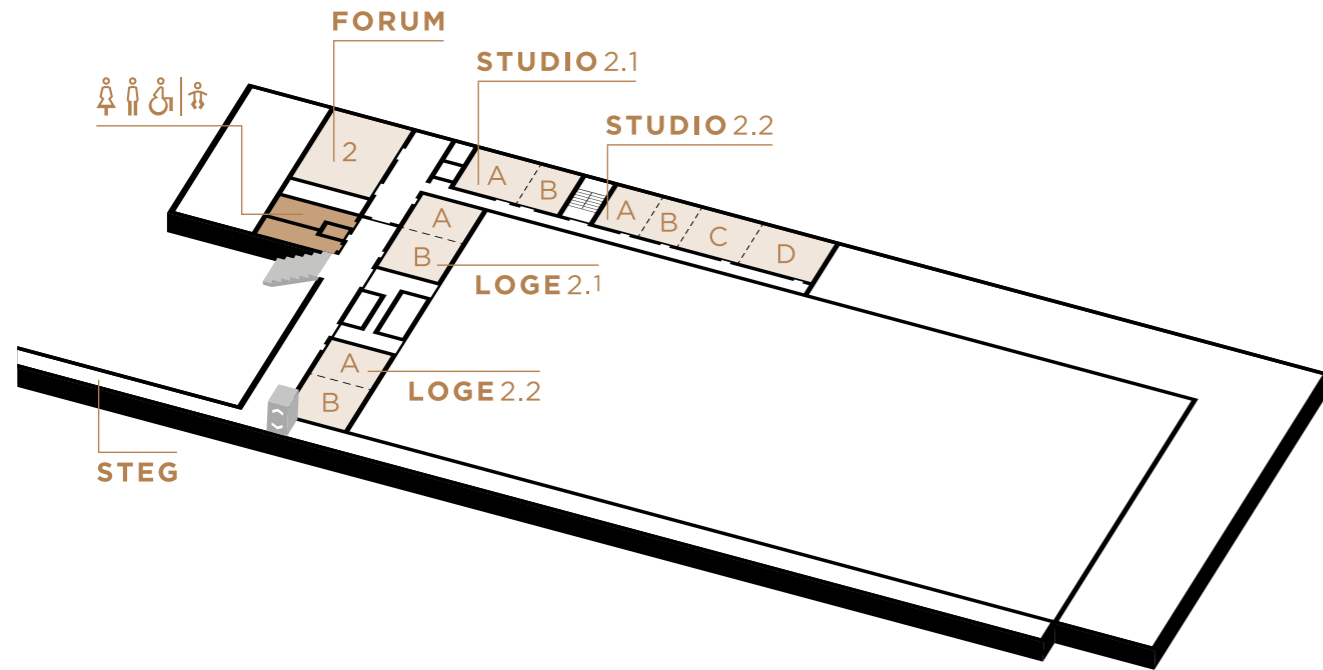 FORUM
STUDIO 2.1
STUDIO 2.2
2
A
B
A
B
C
D
A
B
LOGE 2.1
A
B
LOGE 2.2
STEG